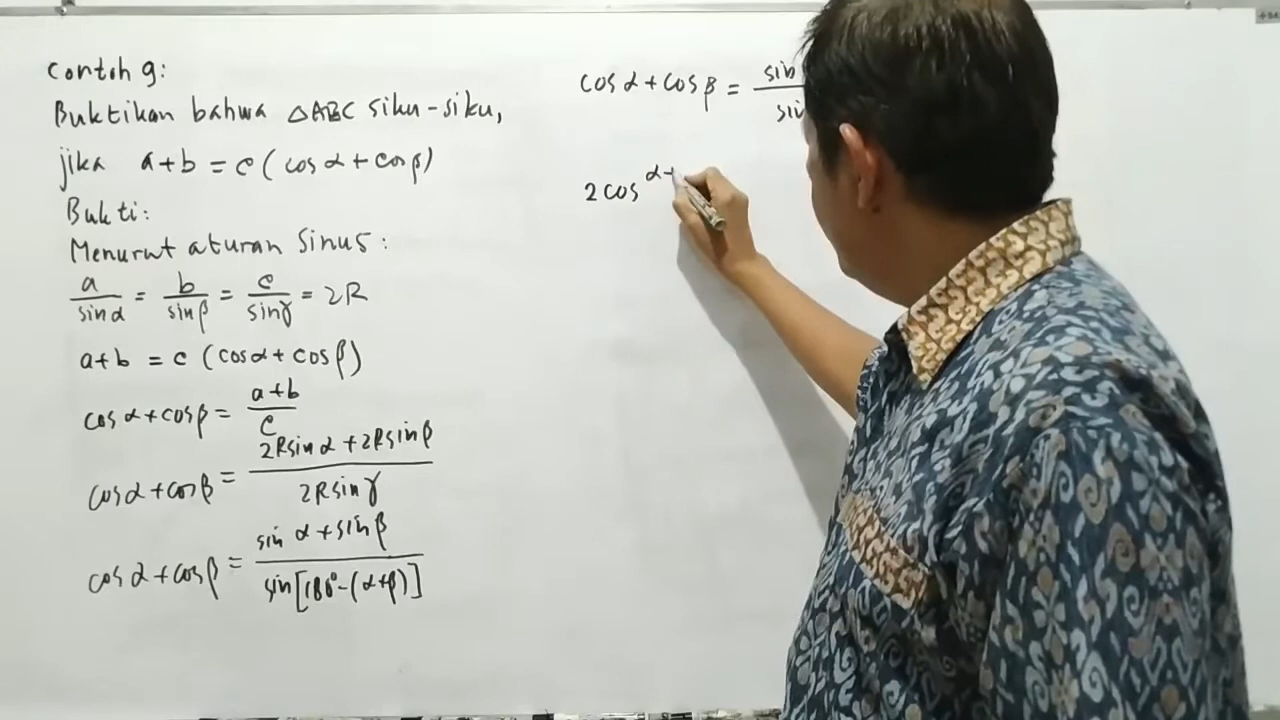 Contoh 9:
Buktikan bahwa △ABC siku-siku,
jika a+b = c (cos α + cos β)
Bukti:
Menurut aturan sinus:
a/sin α = b/sin β = c/sin γ = 2R
a+b = c (cos α + cos β)
cos α + cos β = a+b/c
cos α + cos β = 2R sin α + 2R sin β/2R sin γ
cos α + cos β = sin α + sin β/sin[180°-(α+β)]
cos α + cos β =
2 cos α+